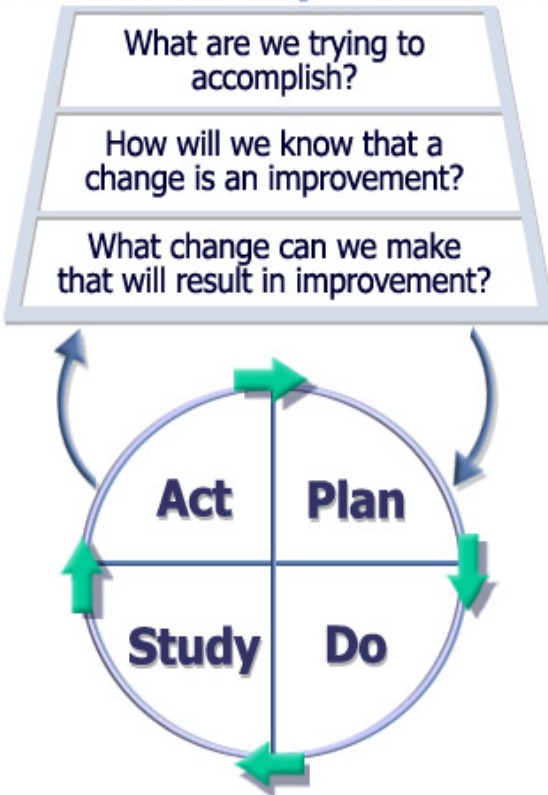 What are we trying to
accomplish?
How will we know that a
change is an improvement?
What change can we make
that will result in improvement?
Act Plan
Study Do